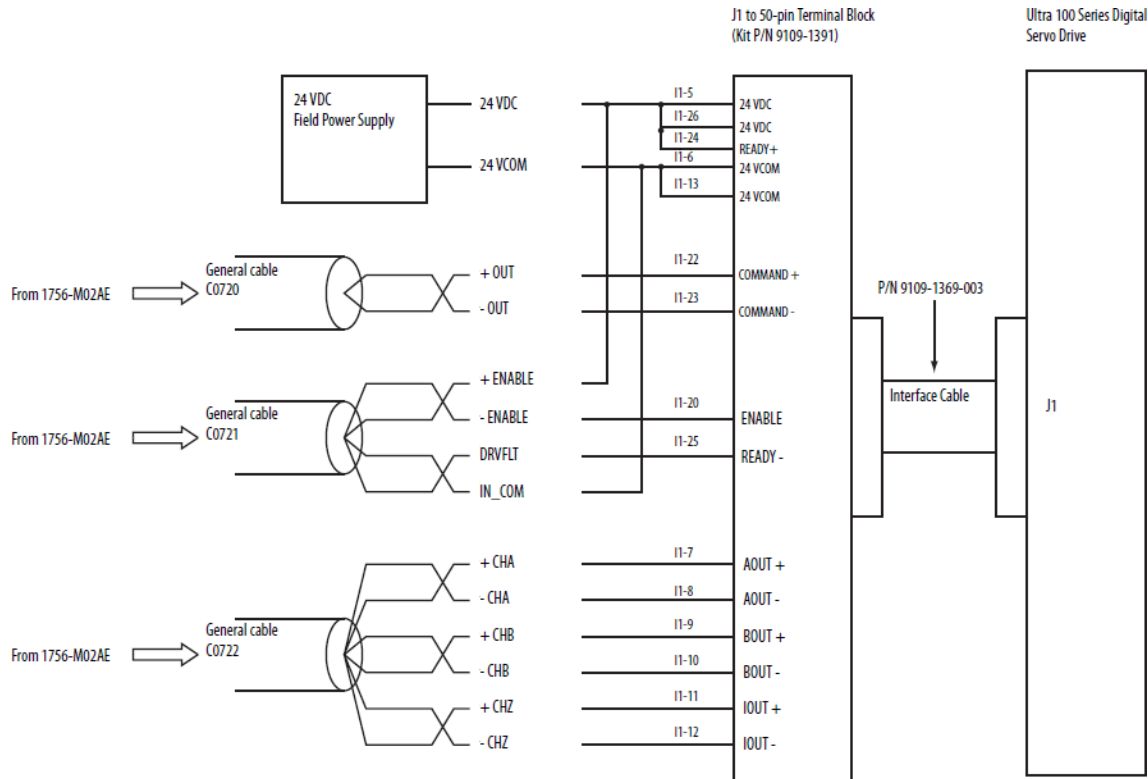 J1 to 50-pin Terminal Block
(Kit P/N 9109-1391)
Ultra 100 Series Digital
Servo Drive
24 VDC
Field Power Supply
24 VDC
24 VCOM
I1-5
24 VDC
I1-26
24 VDC
I1-24
READY+
I1-6
24 VCOM
I1-13
24 VCOM
From 1756-M02AE
General cable
C0720
+ OUT
- OUT
I1-22
COMMAND +
I1-23
COMMAND -
P/N 9109-1369-003
Interface Cable
J1
From 1756-M02AE
General cable
C0721
+ ENABLE
- ENABLE
DRVFLT
IN_COM
I1-20
ENABLE
I1-25
READY -
From 1756-M02AE
General cable
C0722
+ CHA
- CHA
+ CHB
- CHB
+ CHZ
- CHZ
I1-7
AOUT +
I1-8
AOUT -
I1-9
BOUT +
I1-10
BOUT -
I1-11
IOUT +
I1-12
IOUT -